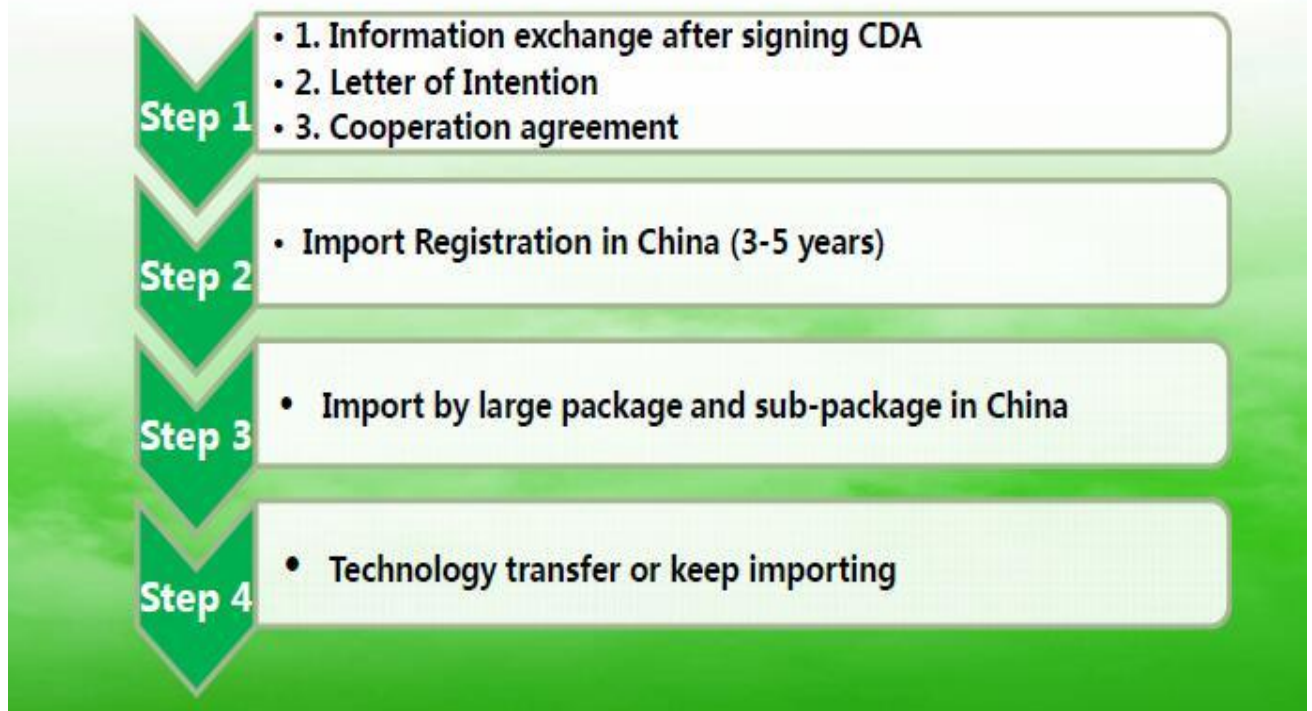 Step 1
• 1. Information exchange after signing CDA
• 2. Letter of Intention
• 3. Cooperation agreement
Step 2
• Import Registration in China (3-5 years)
Step 3
• Import by large package and sub-package in China
Step 4
• Technology transfer or keep importing